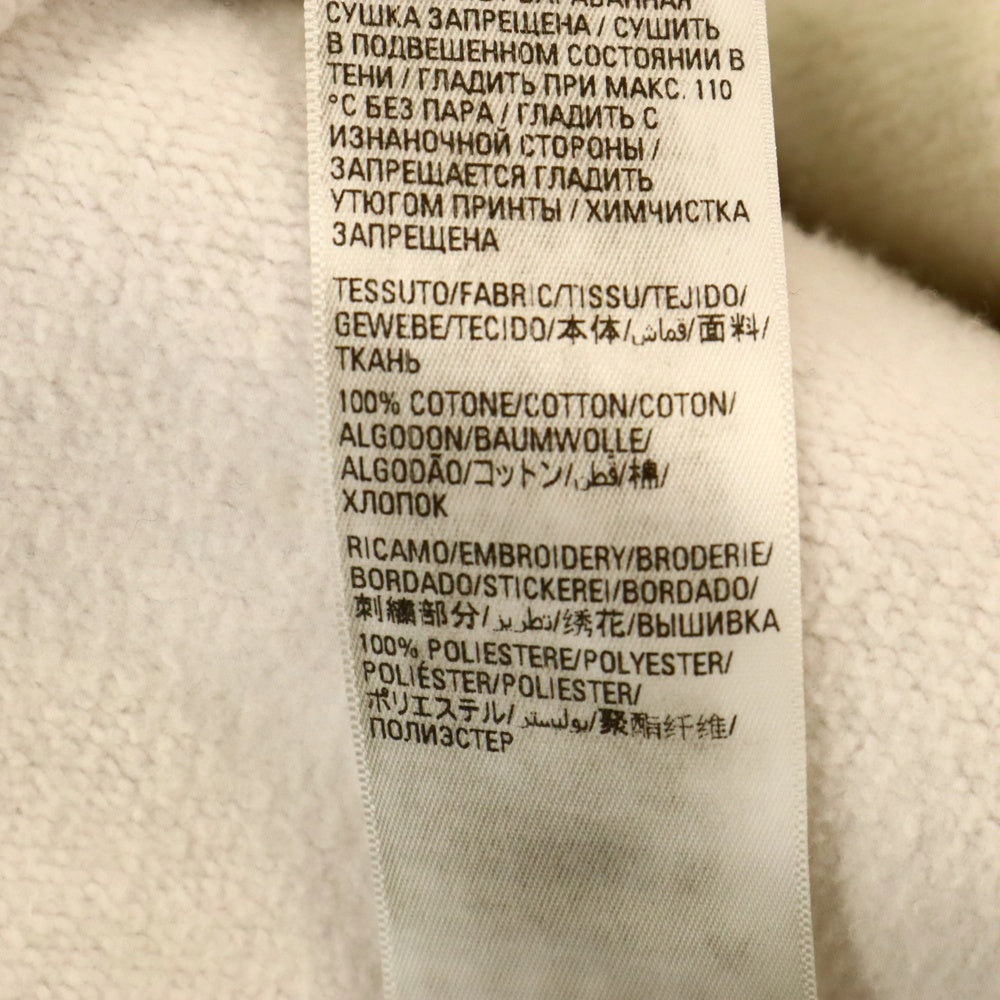 СУШКА ЗАПРЕЩЕНА / СУШИТЬ
В ПОДВЕШЕННОМ СОСТОЯНИИ В
ТЕНИ / ГЛАДИТЬ ПРИ МАКС. 110
°C БЕЗ ПАРА / ГЛАДИТЬ С
ИЗНАНОЧНОЙ СТОРОНЫ /
ЗАПРЕЩАЕТСЯ ГЛАДИТЬ
УТЮГОМ ПРИНТЫ / ХИМЧИСТКА
ЗАПРЕЩЕНА
TESSUTO/FABRIC/TISSU/TEJIDO/
GEWEBE/TECIDO/本体/قماش/面料/
ТКАНЬ
100% COTONE/COTTON/COTON/
ALGODON/BAUMWOLLE/
ALGODÃO/コットン/قطن/棉/
ХЛОПОК
RICAMO/EMBROIDERY/BRODERIE/
BORDADO/STICKEREI/BORDADO/
刺繍部分/تطريز/绣花/ВЫШИВКА
100% POLIESTERE/POLYESTER/
POLIÉSTER/POLIESTER/
ポリエステル/بوليستر/聚酯纤维/
ПОЛИЭСТЕР